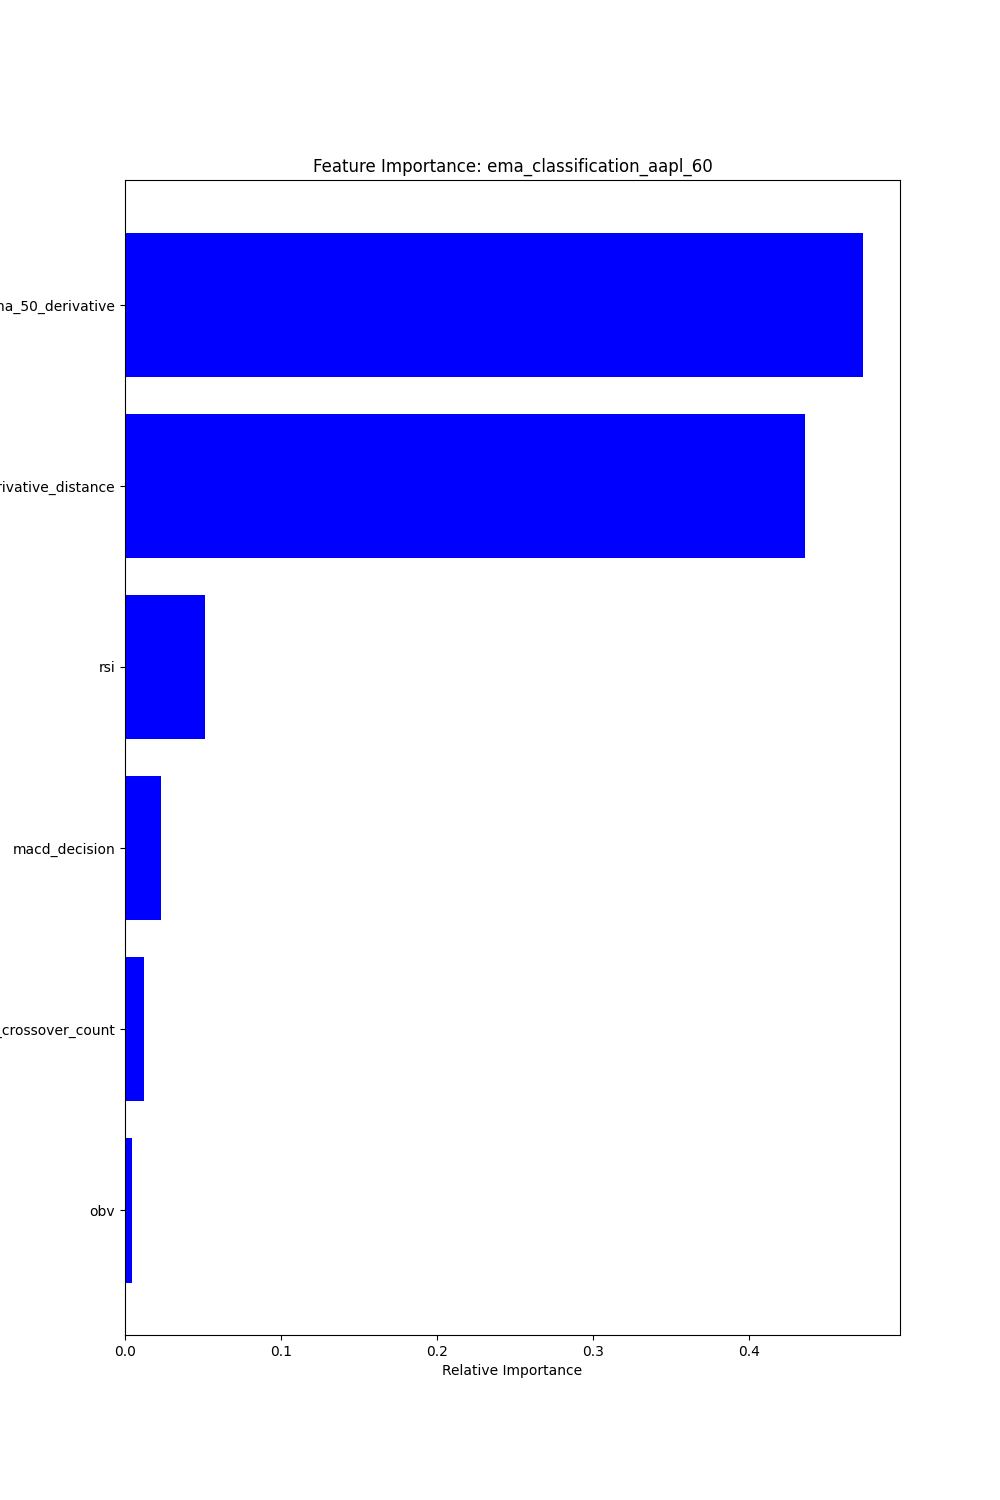 Feature Importance: ema_classification_aapl_60
na_50_derivative
rivative_distance
rsi
macd_decision
_crossover_count
obv
0.0 0.1 0.2 0.3 0.4
Relative Importance